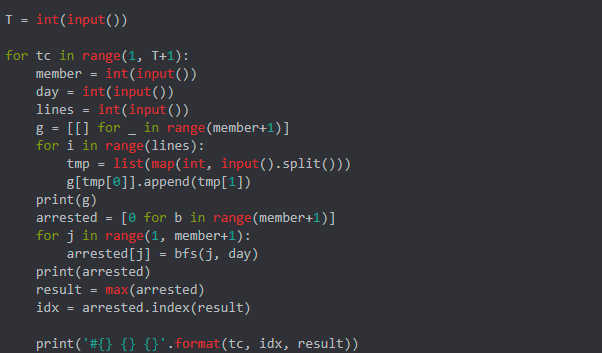 T = int(input())

for tc in range(1, T+1):
    member = int(input())
    day = int(input())
    lines = int(input())
    g = [[] for _ in range(member+1)]
    for i in range(lines):
        tmp = list(map(int, input().split()))
        g[tmp[0]].append(tmp[1])
    print(g)
    arrested = [0 for b in range(member+1)]
    for j in range(1, member+1):
        arrested[j] = bfs(j, day)
    print(arrested)
    result = max(arrested)
    idx = arrested.index(result)

    print('#{} {} {}'.format(tc, idx, result))